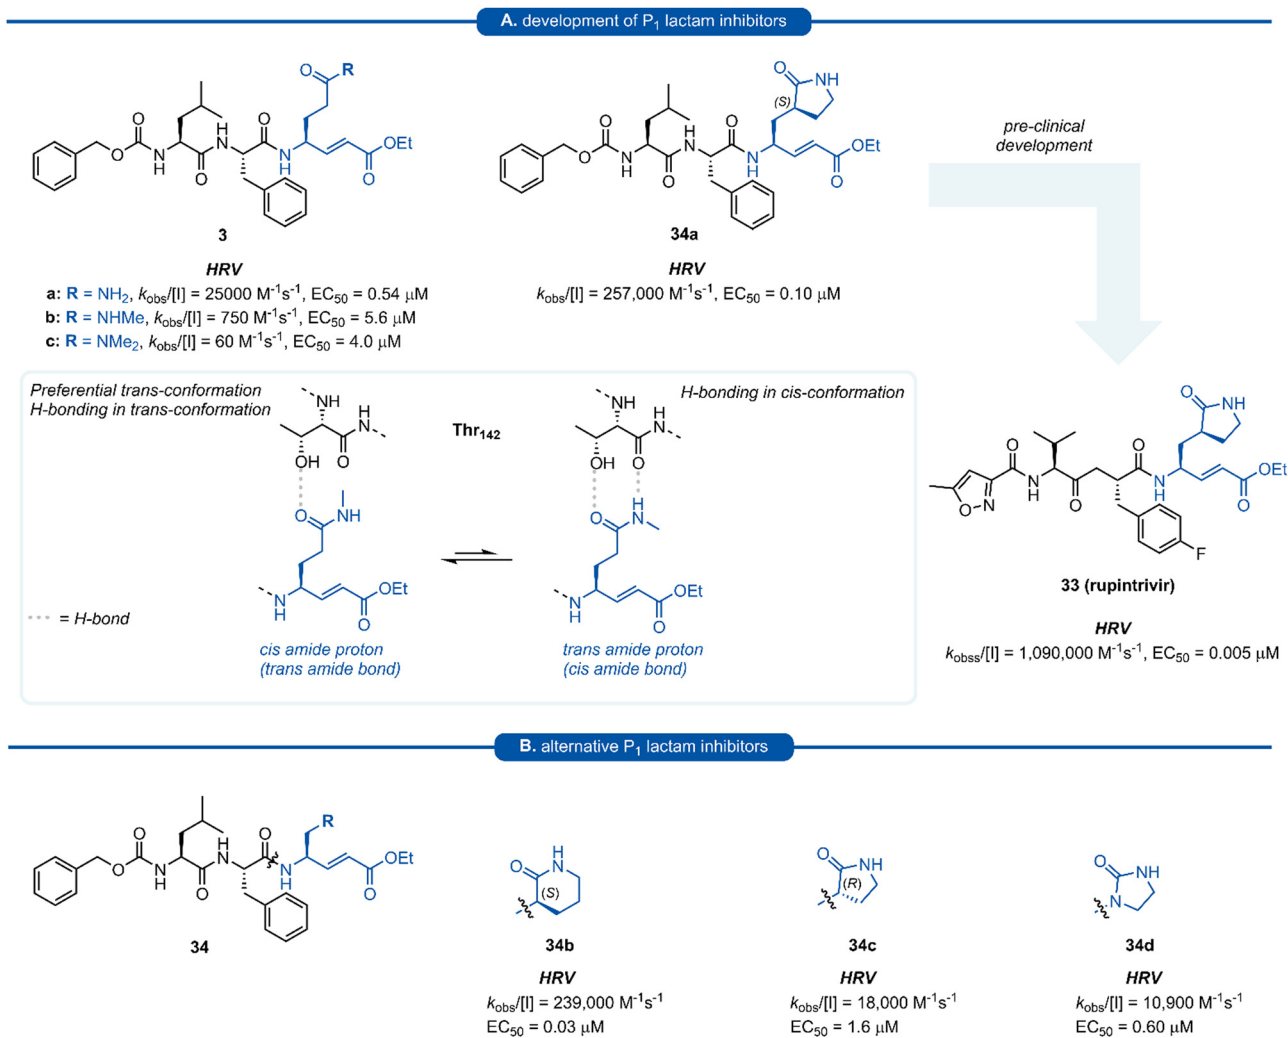 A. development of P₁ lactam inhibitors
O
R
O
H
N
O
OEt
O
N
H
O
N
H
O
3
HRV
a: R = NH₂, kobs/[I] = 25000 M⁻¹s⁻¹, EC₅₀ = 0.54 μM
b: R = NHMe, kobs/[I] = 750 M⁻¹s⁻¹, EC₅₀ = 5.6 μM
c: R = NMe₂, kobs/[I] = 60 M⁻¹s⁻¹, EC₅₀ = 4.0 μM
O
NH
(S)
O
H
N
O
OEt
O
N
H
O
N
H
O
34a
HRV
kobs/[I] = 257,000 M⁻¹s⁻¹, EC₅₀ = 0.10 μM
pre-clinical
development
Preferential trans-conformation
H-bonding in trans-conformation
NH
H
N
OH
O
O
NH
OEt
N
H
O
cis amide proton
(trans amide bond)
Thr₁₄₂
= H-bond
H-bonding in cis-conformation
NH
H
N
OH
O
O
H
N
OEt
N
H
O
trans amide proton
(cis amide bond)
O
NH
O
O
OEt
N
H
O
N
H
O
O
N
F
33 (rupintrivir)
HRV
kobss/[I] = 1,090,000 M⁻¹s⁻¹, EC₅₀ = 0.005 μM
B. alternative P₁ lactam inhibitors
R
O
H
N
O
OEt
O
N
H
O
N
H
O
34
H
N
O
(S)
34b
HRV
kobs/[I] = 239,000 M⁻¹s⁻¹
EC₅₀ = 0.03 μM
O
NH
(R)
34c
HRV
kobs/[I] = 18,000 M⁻¹s⁻¹
EC₅₀ = 1.6 μM
O
NH
N
34d
HRV
kobs/[I] = 10,900 M⁻¹s⁻¹
EC₅₀ = 0.60 μM